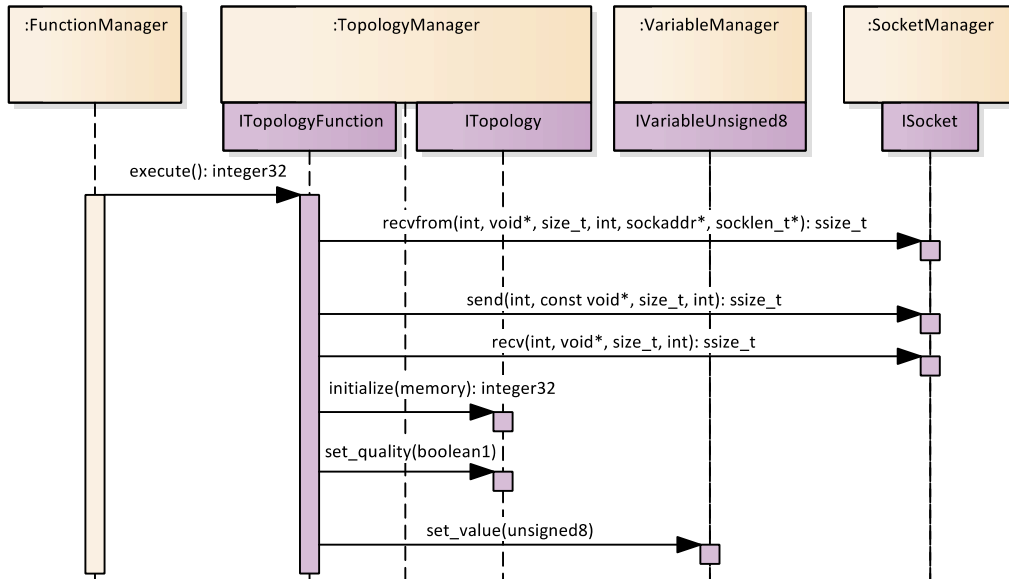 :FunctionManager
:TopologyManager
:VariableManager
:SocketManager
ITopologyFunction
ITopology
IVariableUnsigned8
ISocket
execute(): integer32
recvfrom(int, void*, size_t, int, sockaddr*, socklen_t*): ssize_t
send(int, const void*, size_t, int): ssize_t
recv(int, void*, size_t, int): ssize_t
initialize(memory): integer32
set_quality(boolean1)
set_value(unsigned8)